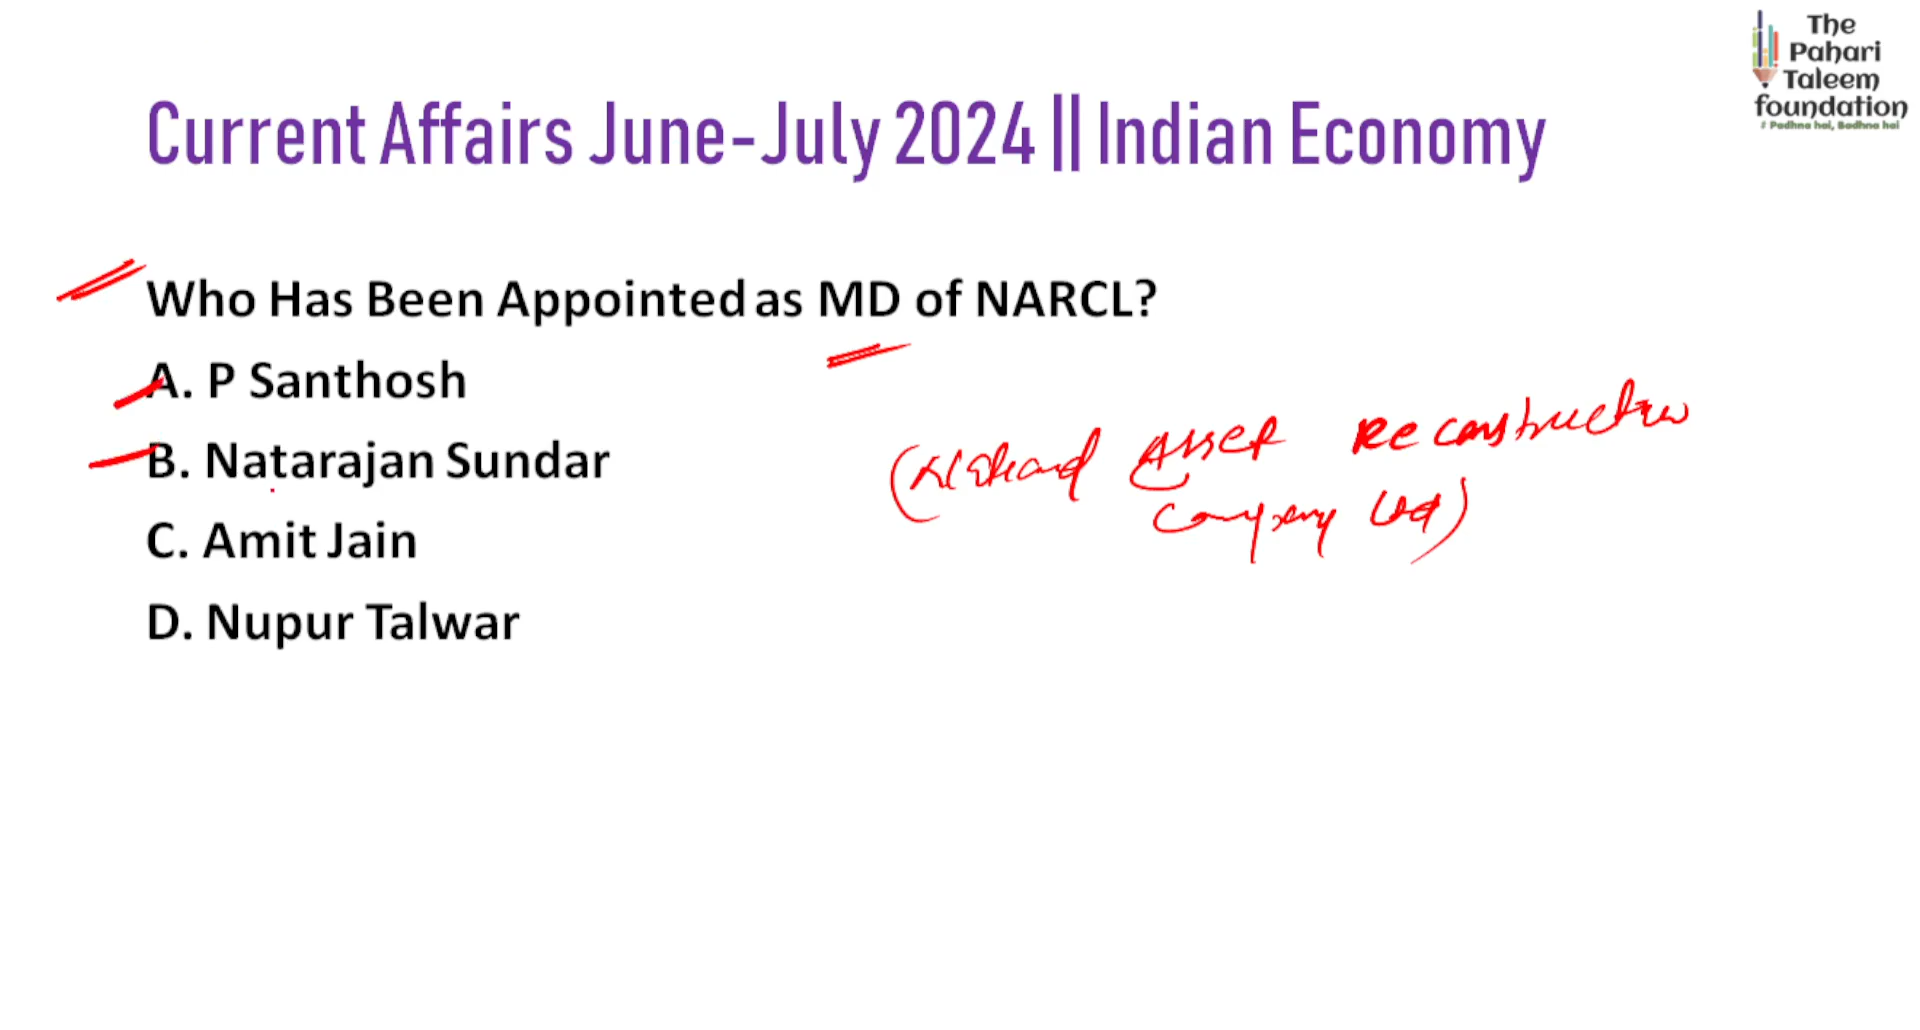 The
Pahari
Taleem
foundation
# Padhna hai, Badhna hai
Current Affairs June-July 2024 || Indian Economy
Who Has Been Appointed as MD of NARCL?
A. P Santhosh
B. Natarajan Sundar
C. Amit Jain
D. Nupur Talwar
(National Asset Reconstruction
Company Ltd)